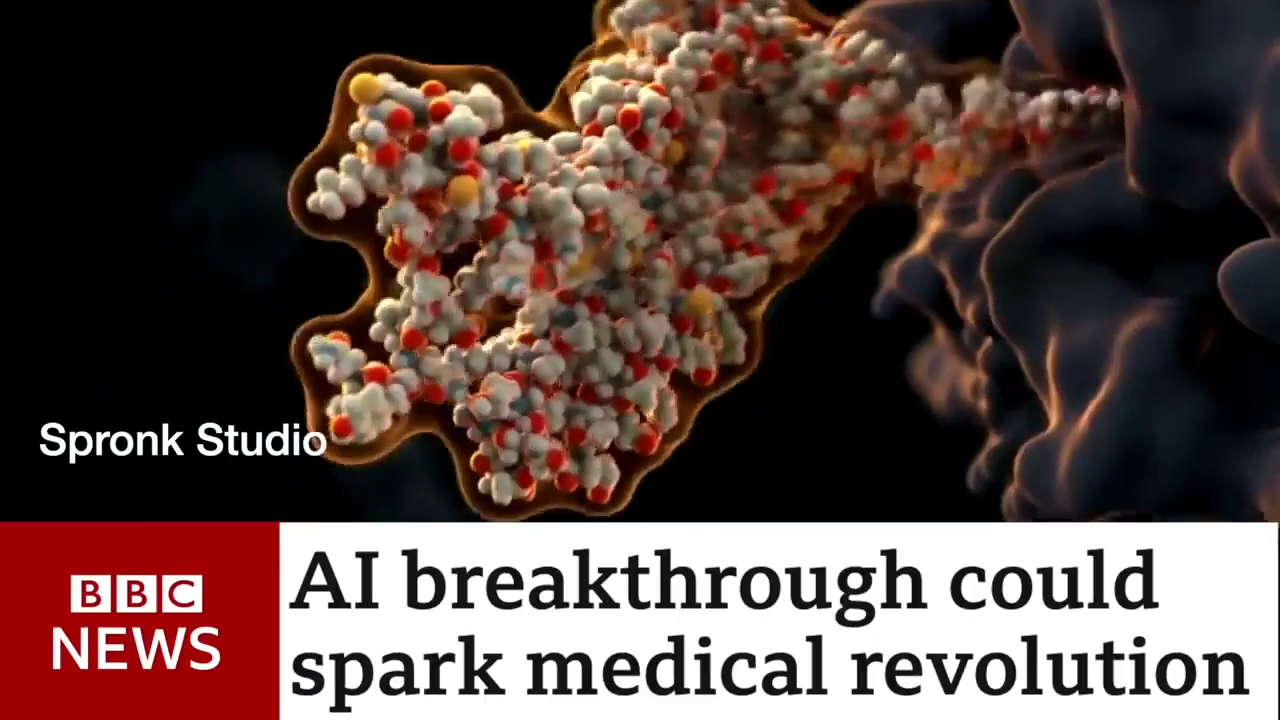 Spronk Studio
BBC
NEWS
AI breakthrough could
spark medical revolution